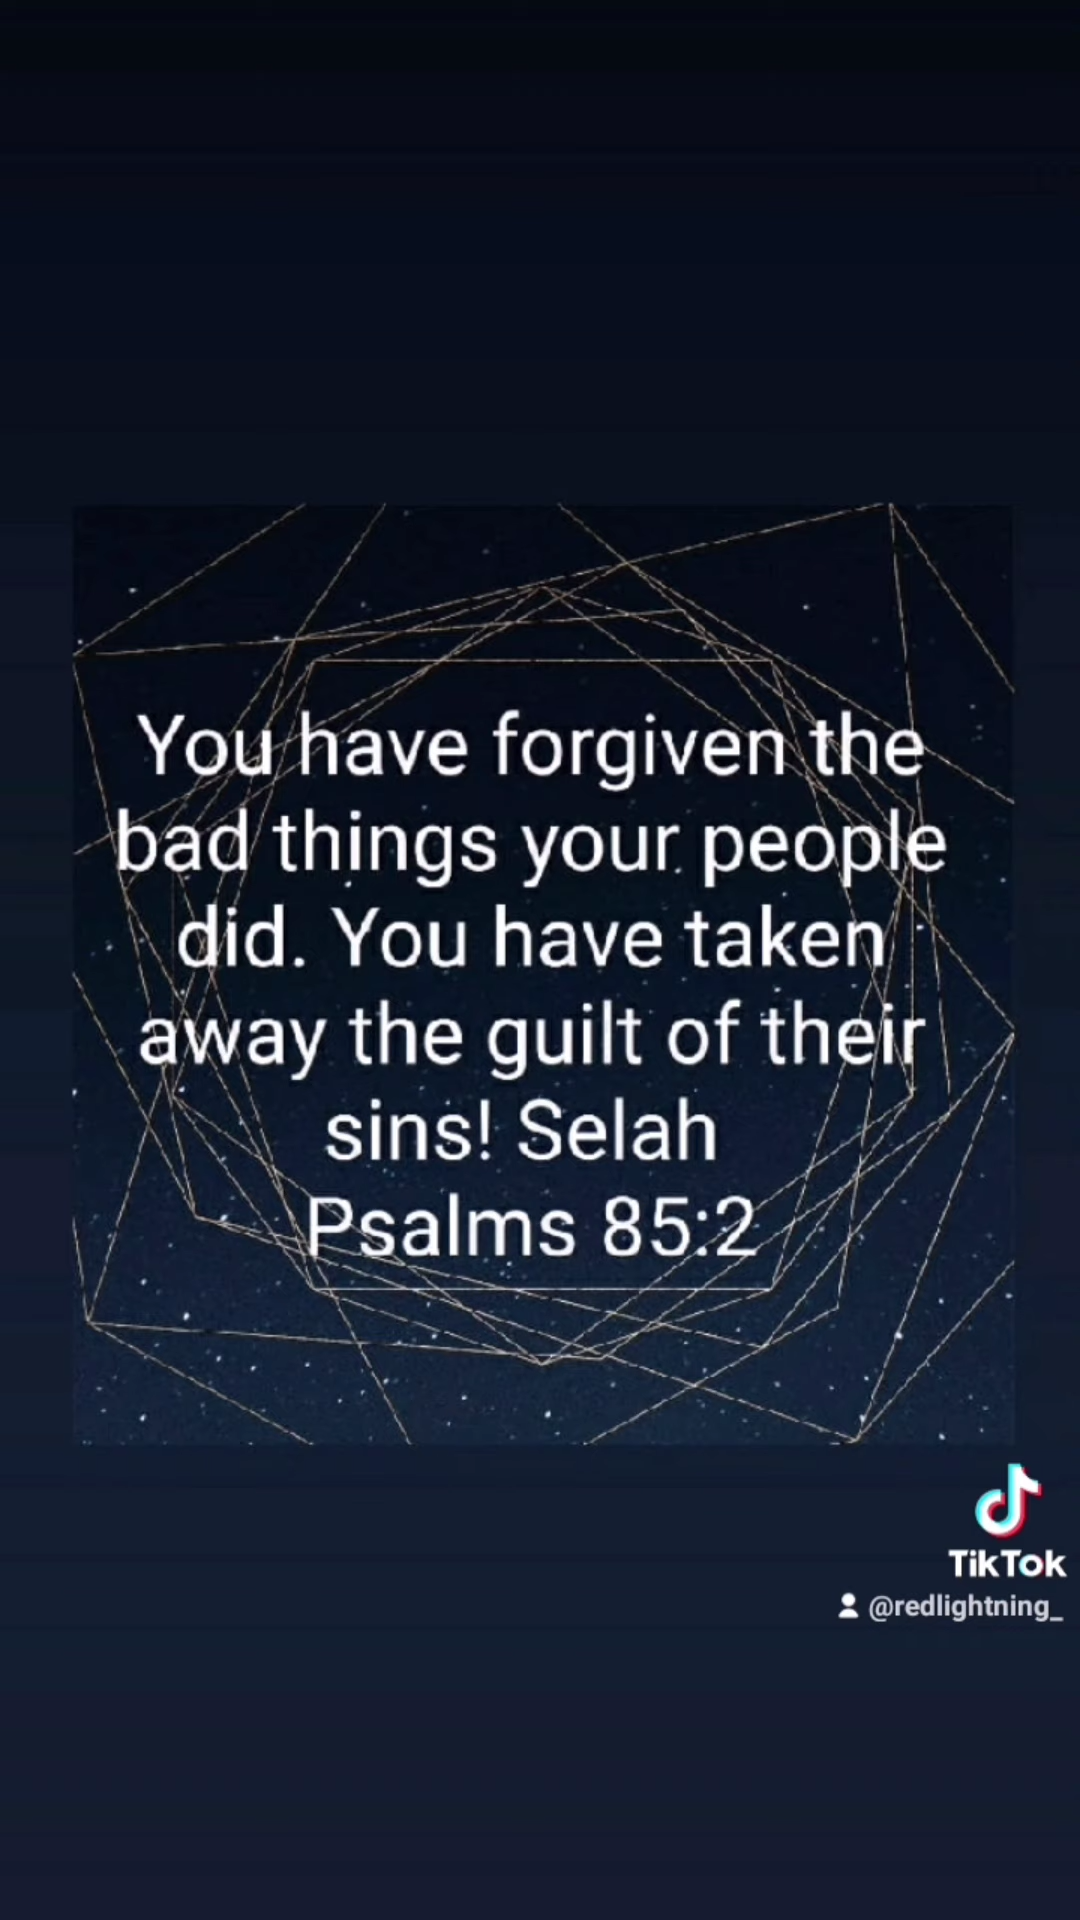 You have forgiven the
bad things your people
did. You have taken
away the guilt of their
sins! Selah
Psalms 85:2
TikTok
@redlightning_